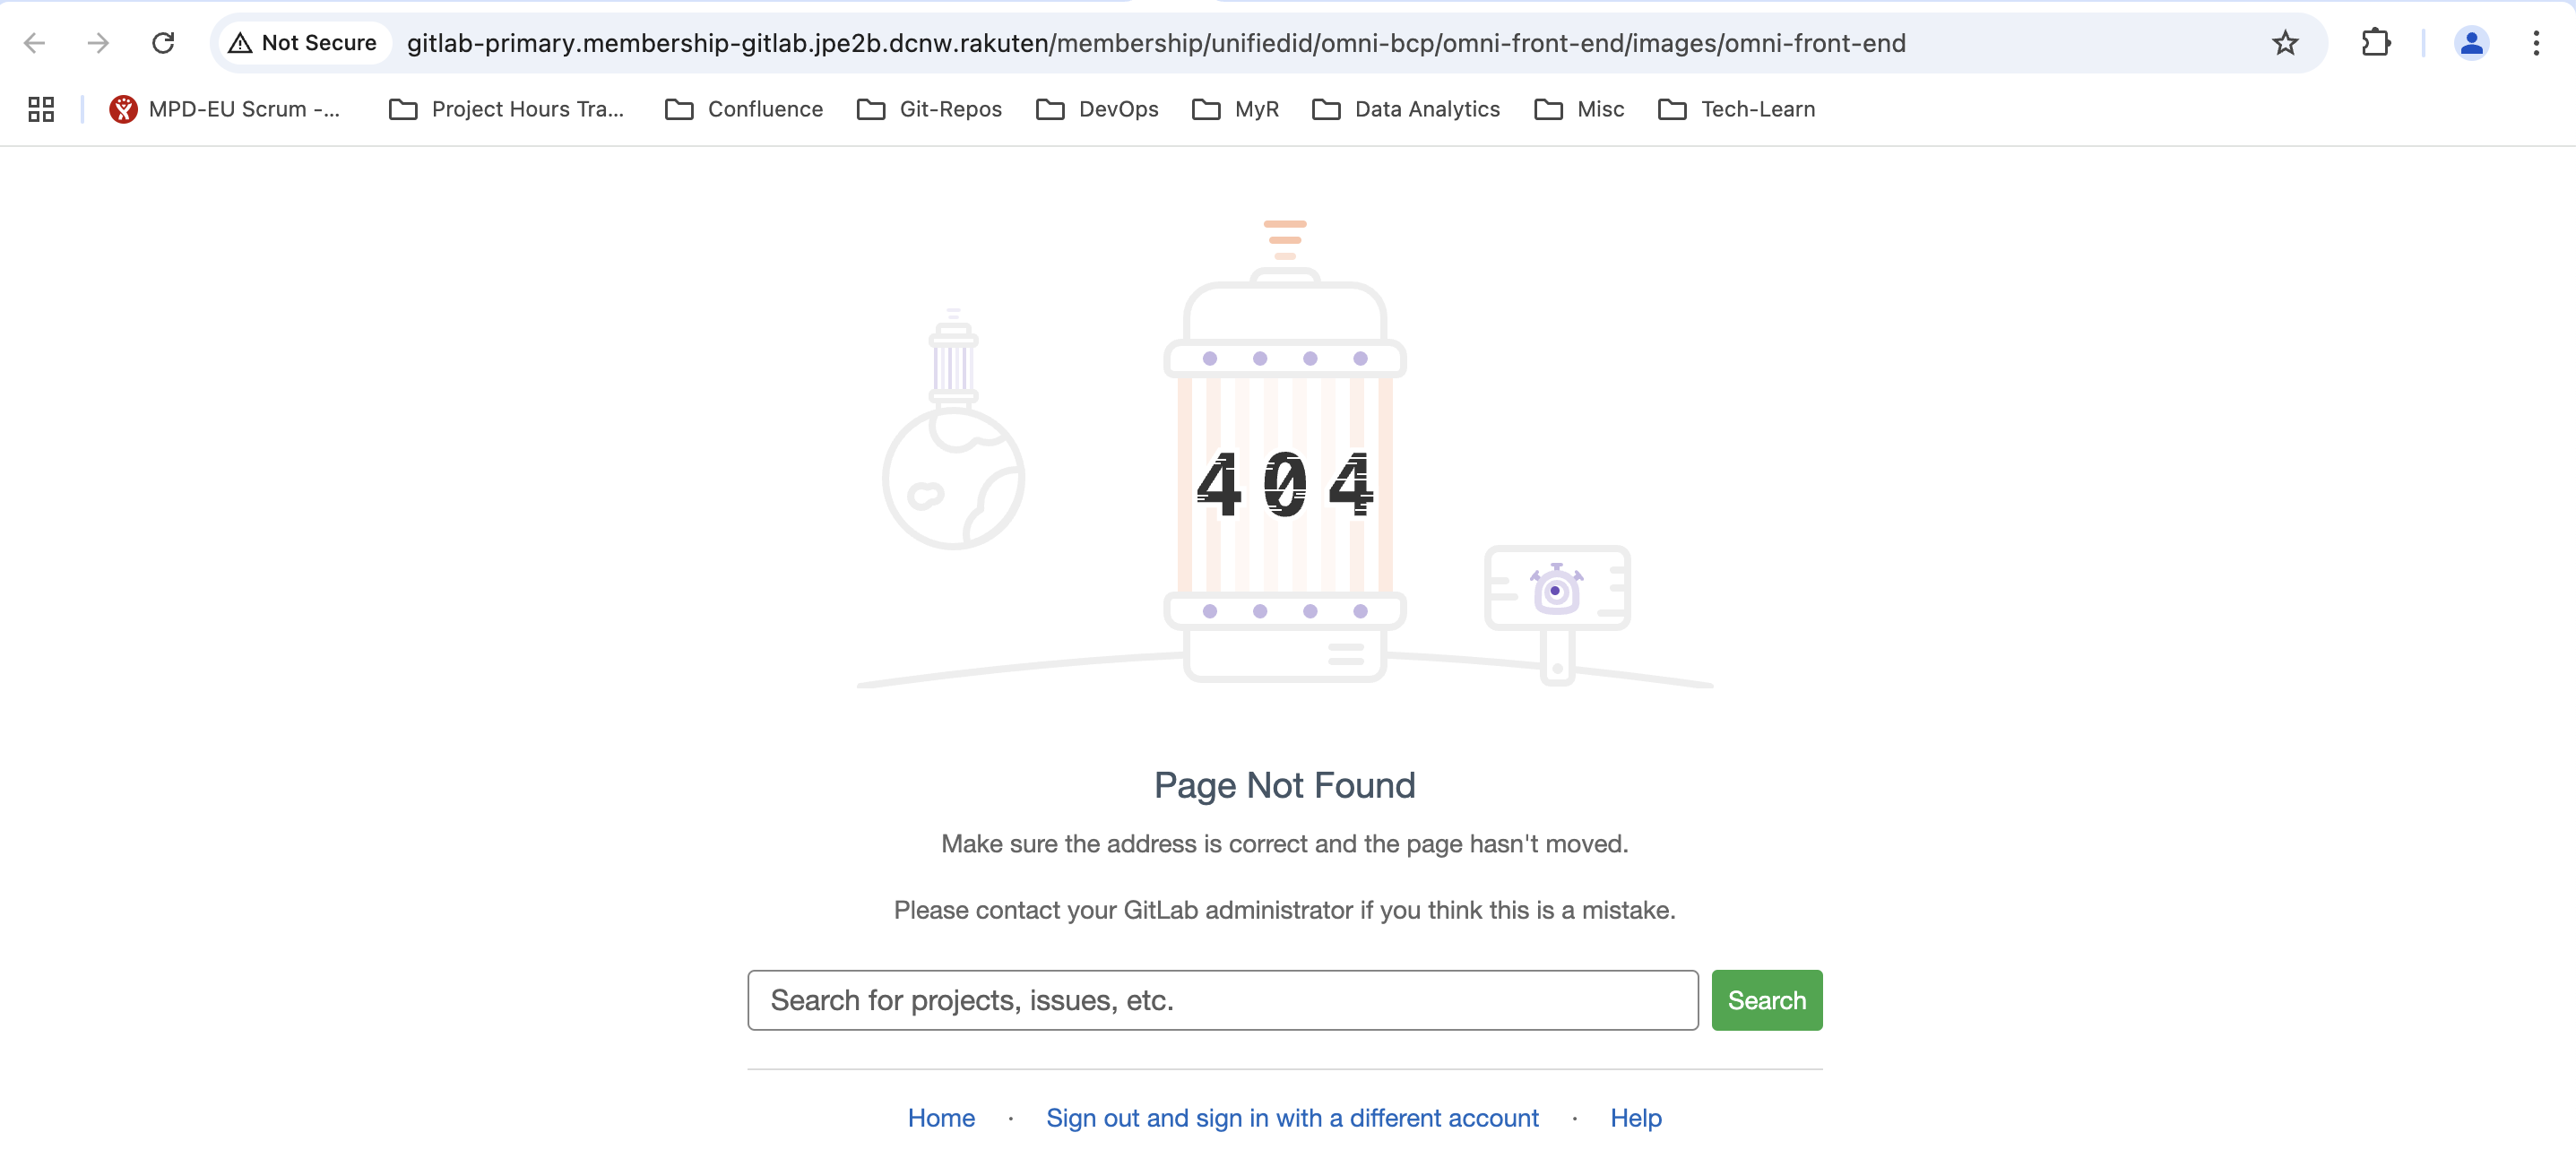 Not Secure gitlab-primary.membership-gitlab.jpe2b.dcnw.rakuten/membership/unifiedid/omni-bcp/omni-front-end/images/omni-front-end
MPD-EU Scrum -... Project Hours Tra... Confluence Git-Repos DevOps MyR Data Analytics Misc Tech-Learn
404
Page Not Found
Make sure the address is correct and the page hasn't moved.
Please contact your GitLab administrator if you think this is a mistake.
Search for projects, issues, etc. Search
Home · Sign out and sign in with a different account · Help